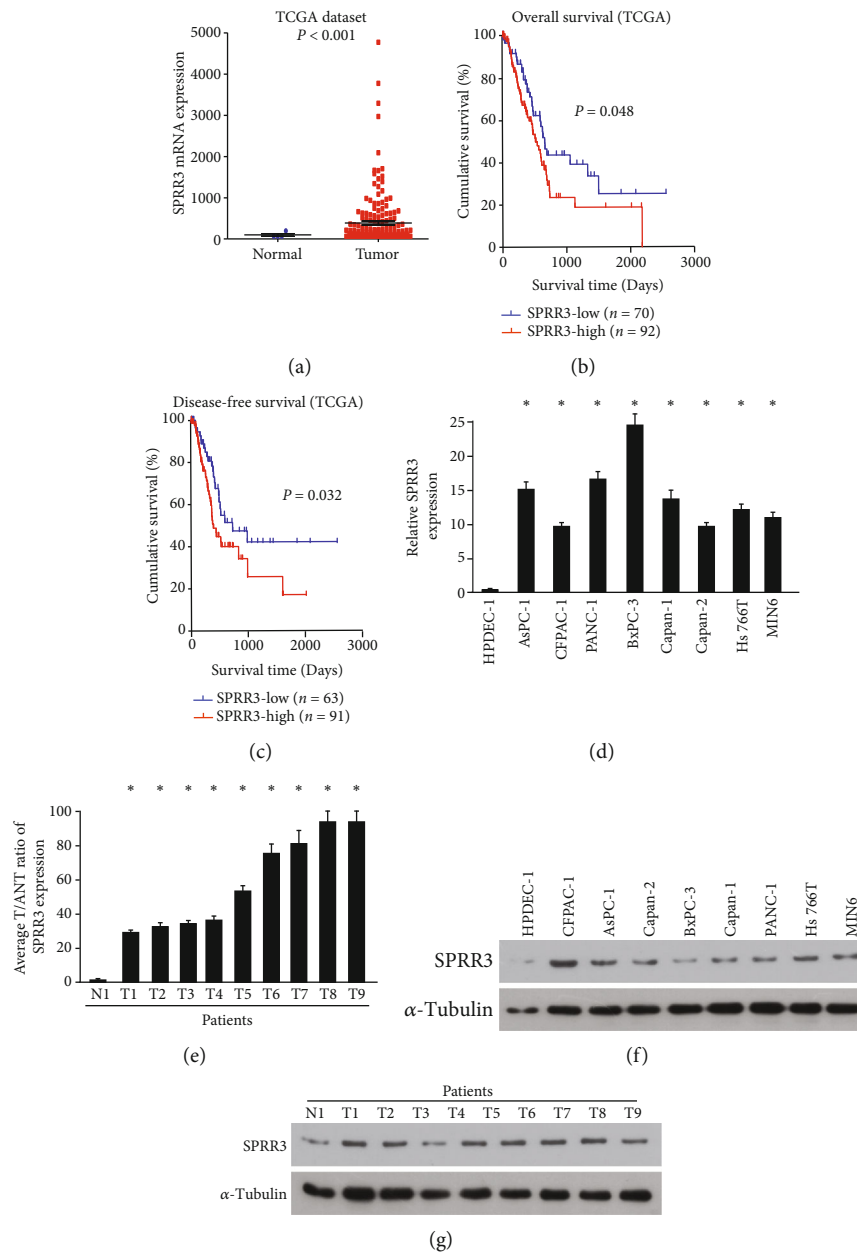 TCGA dataset
P < 0.001
SPRR3 mRNA expression
5000
4000
3000
2000
1000
0
Normal
Tumor
(a)
Overall survival (TCGA)
P = 0.048
Cumulative survival (%)
100
80
60
40
20
0
0
1000
2000
3000
Survival time (Days)
SPRR3-low (n = 70)
SPRR3-high (n = 92)
(b)
Disease-free survival (TCGA)
P = 0.032
Cumulative survival (%)
100
80
60
40
20
0
0
1000
2000
3000
Survival time (Days)
SPRR3-low (n = 63)
SPRR3-high (n = 91)
(c)
Relative SPRR3
expression
25
20
15
10
5
0
* * * * * * * *
HPDEC-1
AsPC-1
CFPAC-1
PANC-1
BxPC-3
Capan-1
Capan-2
Hs 766T
MIN6
(d)
Average T/ANT ratio of
SPRR3 expression
100
80
60
40
20
0
* * * * * * * * *
N1 T1 T2 T3 T4 T5 T6 T7 T8 T9
Patients
(e)
HPDEC-1
CFPAC-1
AsPC-1
Capan-2
BxPC-3
Capan-1
PANC-1
Hs 766T
MIN6
SPRR3
α-Tubulin
(f)
Patients
N1 T1 T2 T3 T4 T5 T6 T7 T8 T9
SPRR3
α-Tubulin
(g)